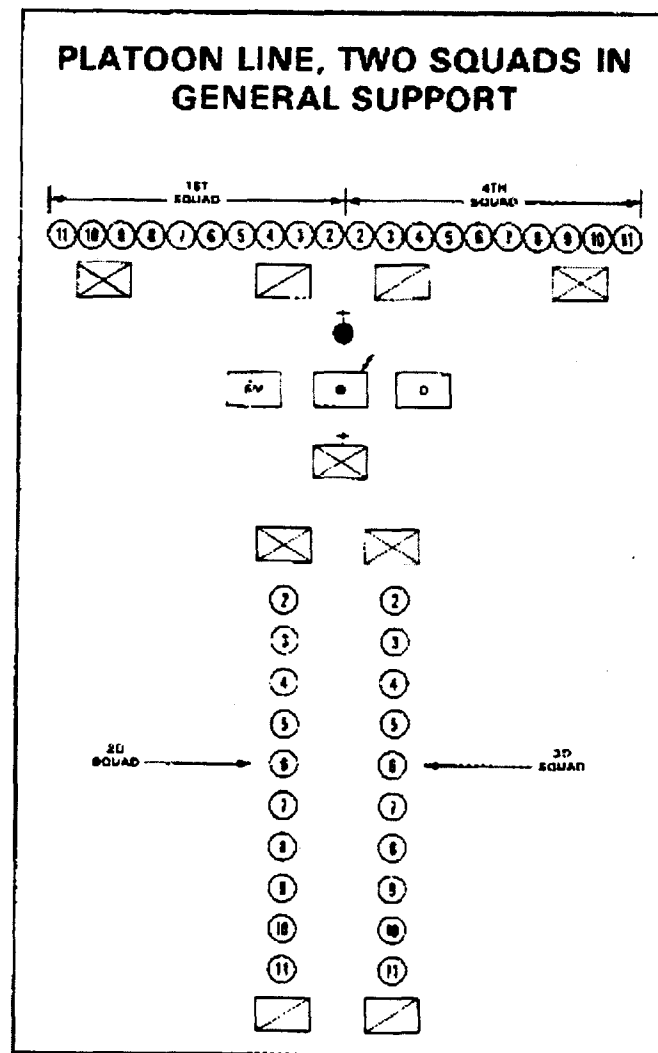 PLATOON LINE, TWO SQUADS IN
GENERAL SUPPORT
1ST
SQUAD
4TH
SQUAD
11 10 9 8 7 6 5 4 3 2 2 3 4 5 6 7 8 9 10 11
D
2 2
3 3
4 4
5 5
2D
SQUAD
6 6
3D
SQUAD
7 7
8 8
9 9
10 10
11 11